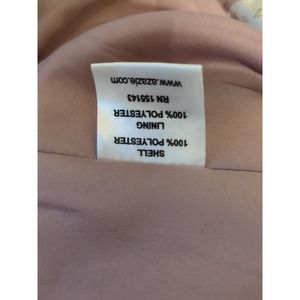 SHELL
100% POLYESTER
LINING
100% POLYESTER
RN 155143
www.azazie.com